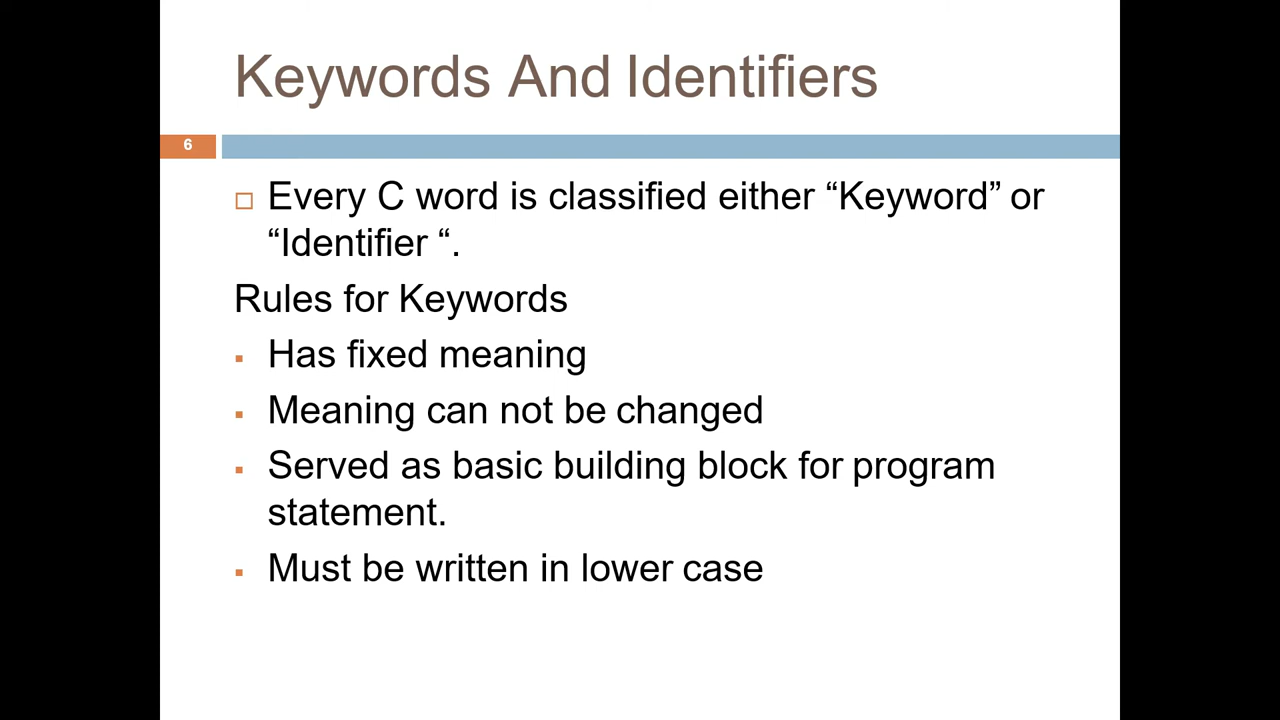 Keywords And Identifiers
6
Every C word is classified either “Keyword” or
“Identifier “.
Rules for Keywords
Has fixed meaning
Meaning can not be changed
Served as basic building block for program
statement.
Must be written in lower case